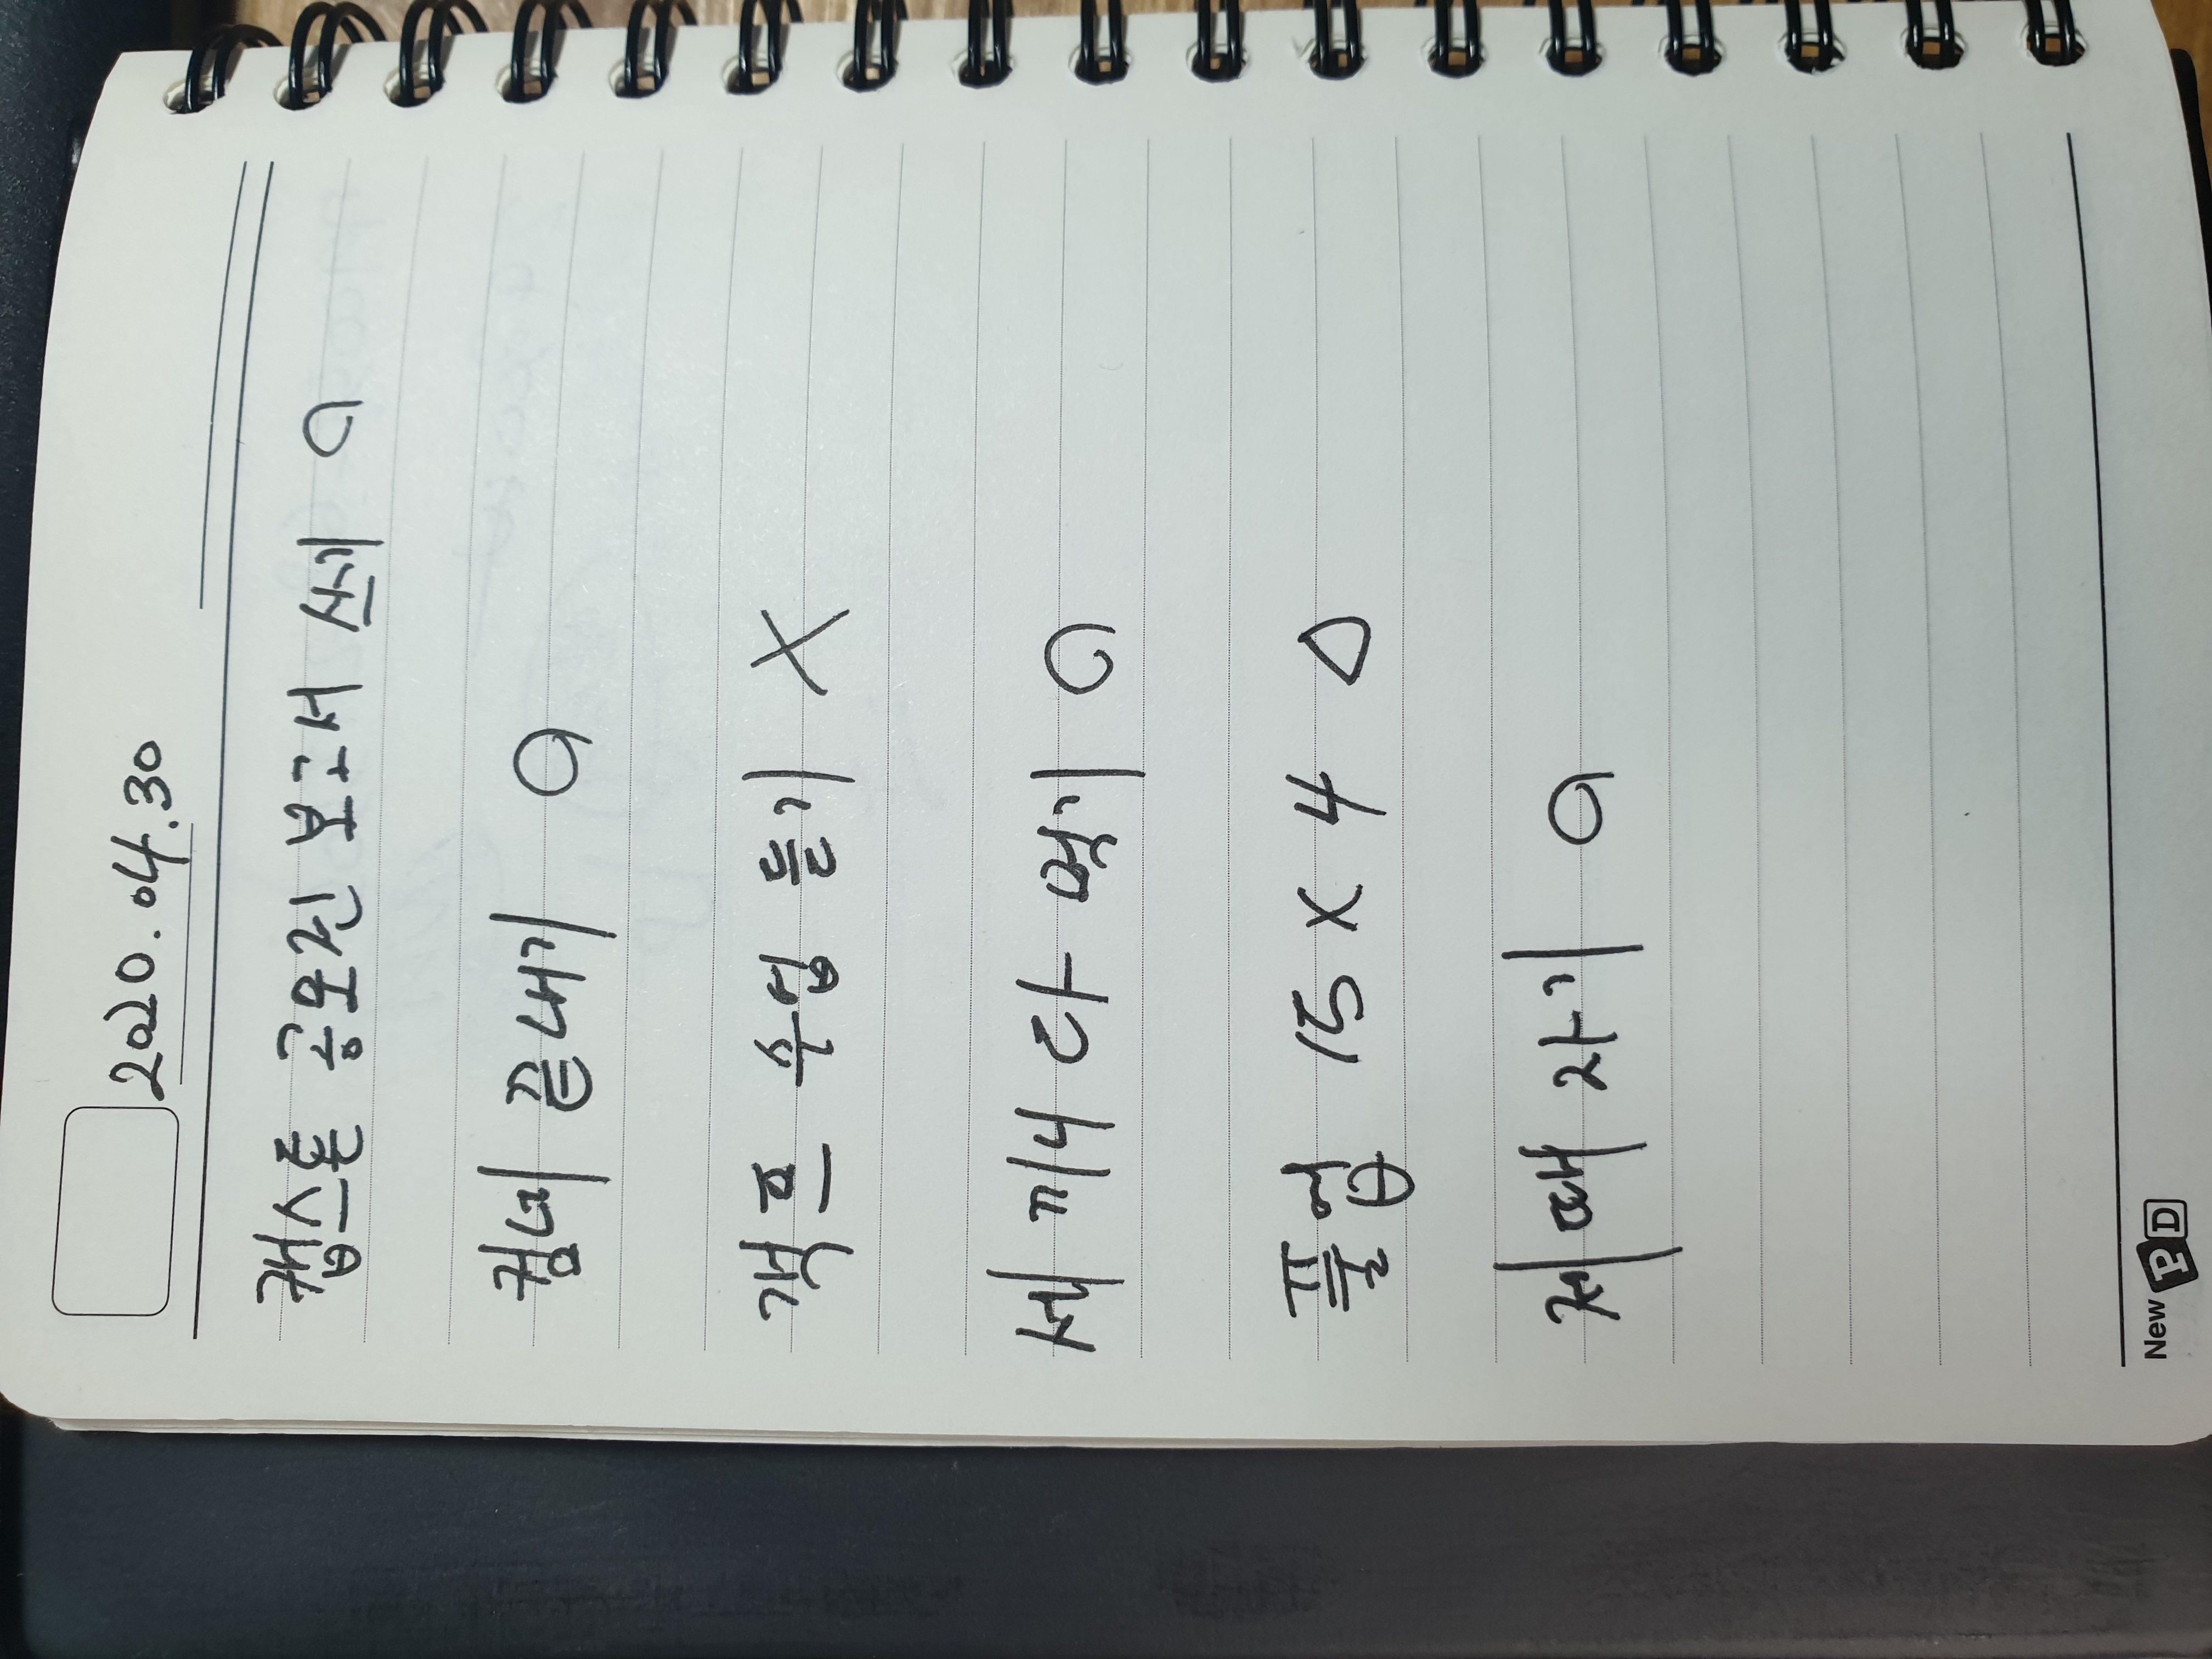 2020.04.30
캡스톤 공모전 보고서 쓰기 O
컴네 끝내기 O
객프 수업 듣기 X
세 끼니 다 먹기 O
풀업 15 x 4 △
제때 자기 O
New PD